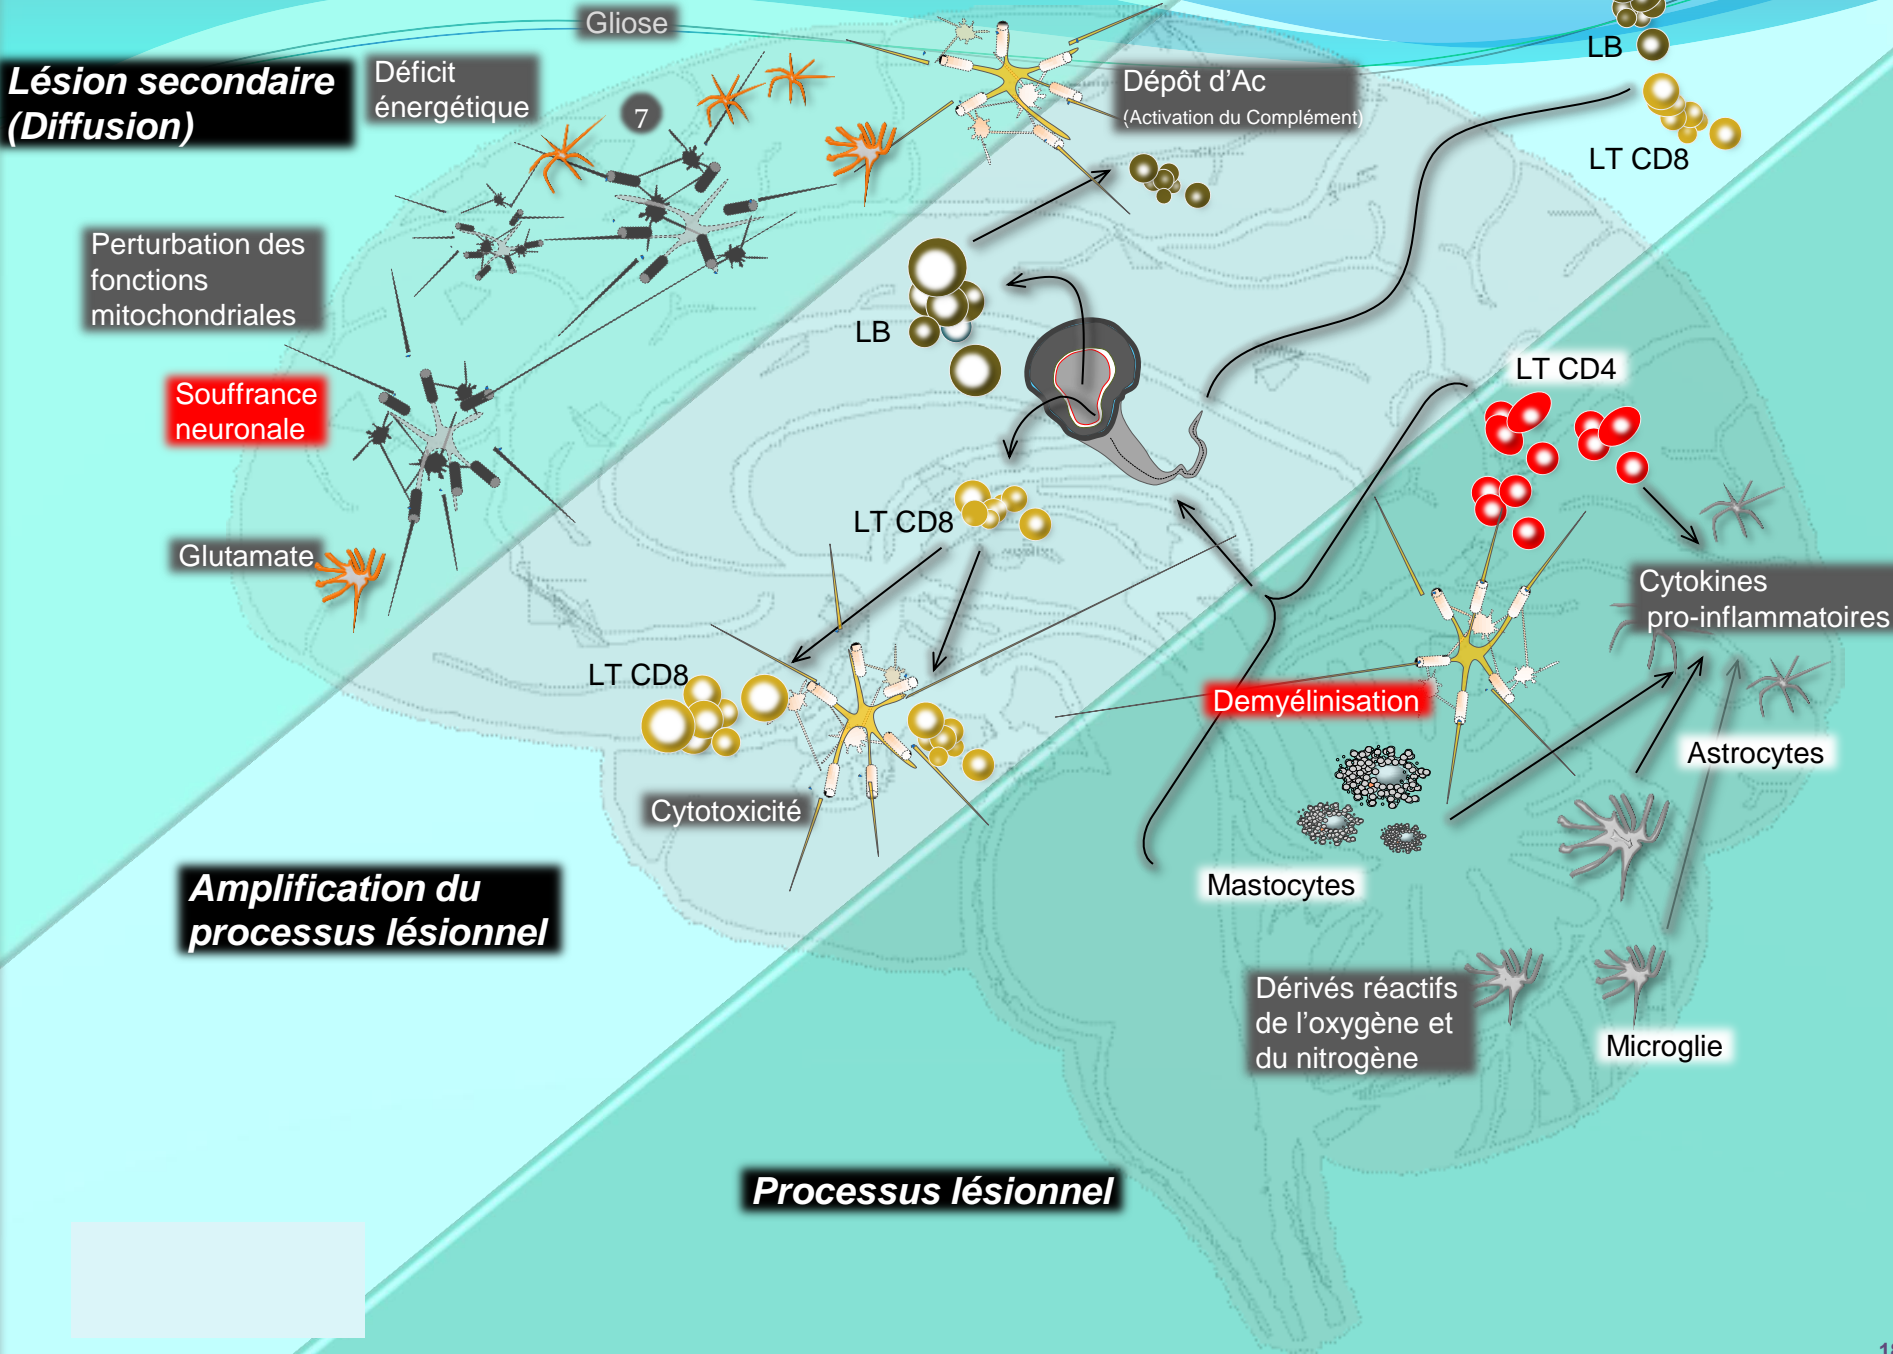 Gliose
LB
Lésion secondaire
(Diffusion)
Déficit
énergétique
7
Dépôt d’Ac
(Activation du Complément)
LT CD8
Perturbation des
fonctions
mitochondriales
LB
LT CD4
Souffrance
neuronale
LT CD8
Glutamate
Cytokines
pro-inflammatoires
LT CD8
Demyélinisation
Astrocytes
Cytotoxicité
Mastocytes
Amplification du
processus lésionnel
Dérivés réactifs
de l’oxygène et
du nitrogène
Microglie
Processus lésionnel